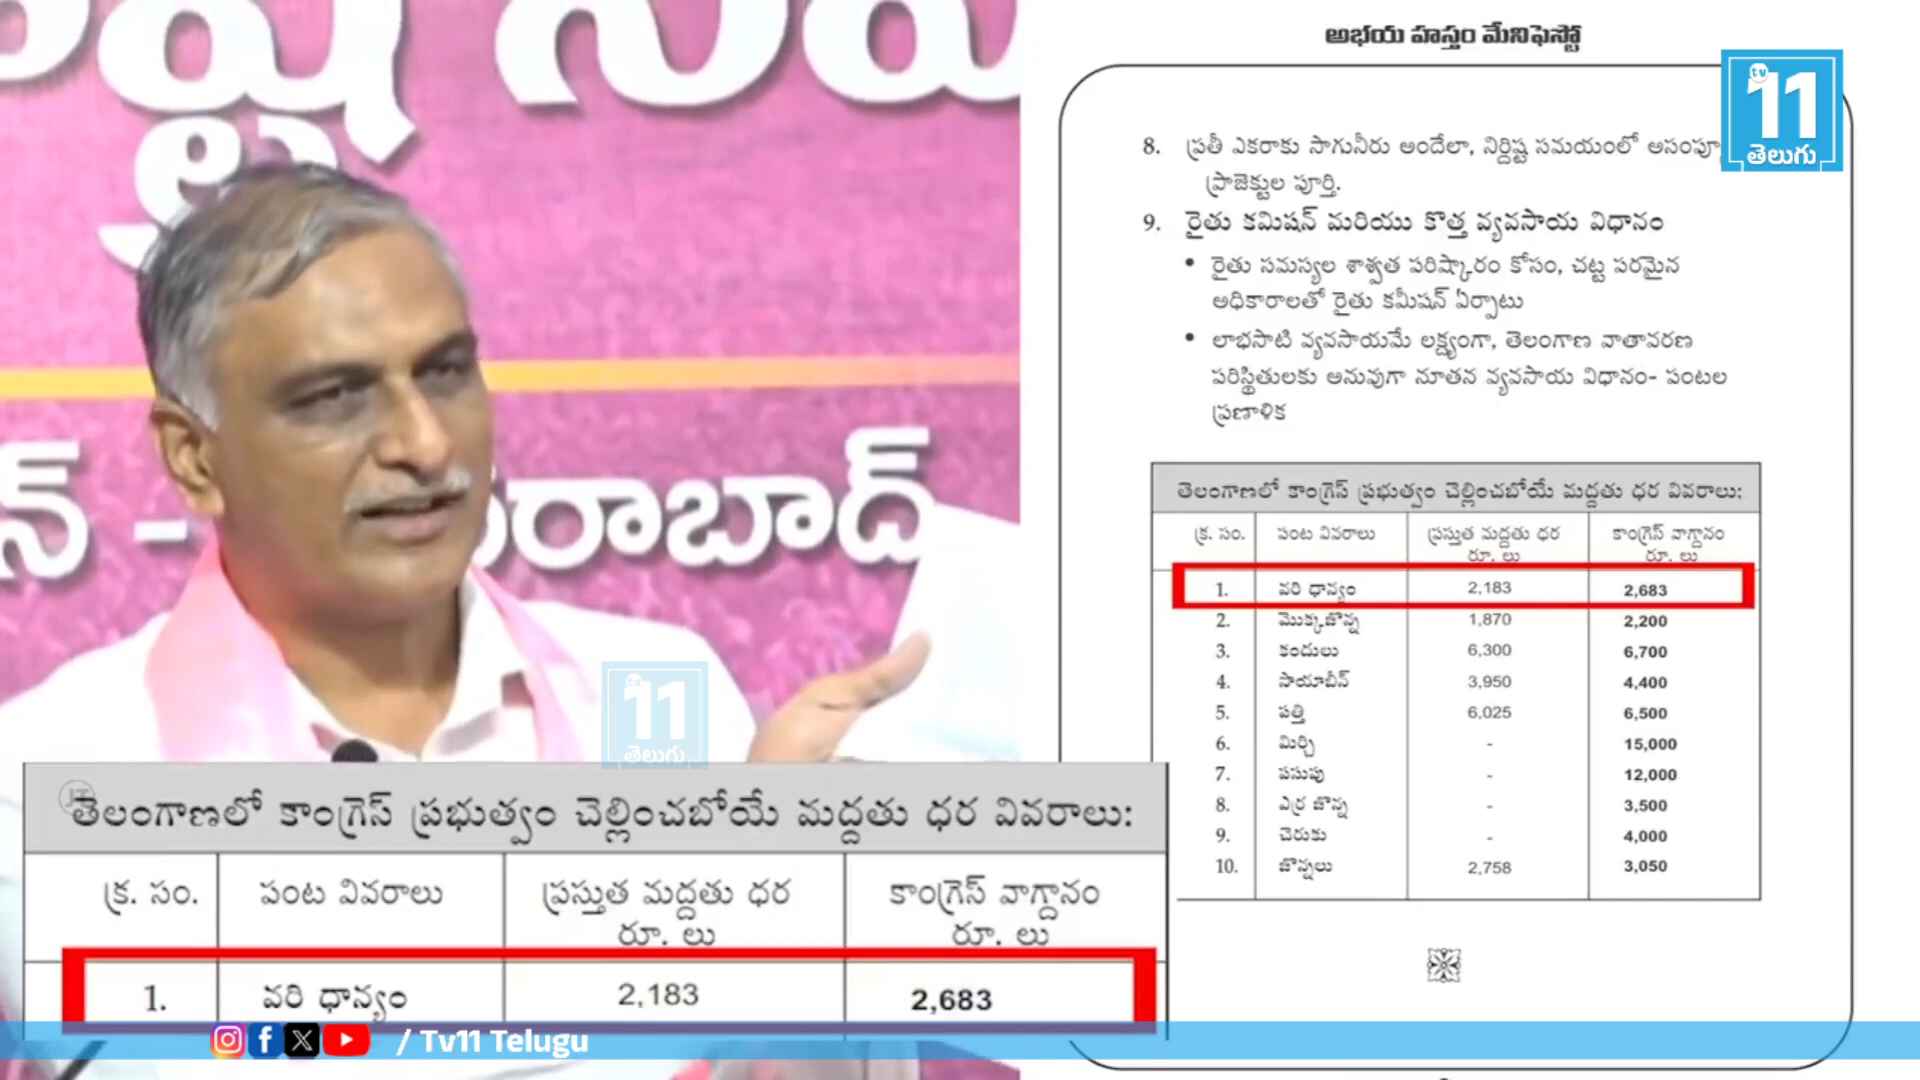 అభయ హస్తం మేనిఫెస్టో
tv
11
తెలుగు
8. ప్రతీ ఎకరాకు సాగునీరు అందేలా, నిర్దిష్ట సమయంలో
ప్రాజెక్టుల పూర్తి.
9. రైతు కమిషన్ మరియు కొత్త వ్యవసాయ విధానం
• రైతు సమస్యల శాశ్వత పరిష్కారం కోసం, చట్ట పరమైన
అధికారాలతో రైతు కమీషన్ ఏర్పాటు
• లాభసాటి వ్యవసాయమే లక్ష్యంగా, తెలంగాణ వాతావరణ
పరిస్థితులకు అనువుగా నూతన వ్యవసాయ విధానం- పంటల
ప్రణాళిక
తెలంగాణలో కాంగ్రెస్ ప్రభుత్వం చెల్లించబోయే మద్దతు ధర వివరాలు:
క్ర. సం. పంట వివరాలు ప్రస్తుత మద్దతు ధర రూ. లు కాంగ్రెస్ వాగ్దానం రూ. లు
1. వరి ధాన్యం 2,183 2,683
2. మొక్కజొన్న 1,870 2,200
3. కందులు 6,300 6,700
4. సొయాబీన్ 3,950 4,400
5. పత్తి 6,025 6,500
6. మిర్చి - 15,000
7. పసుపు - 12,000
8. ఎర్ర జొన్న - 3,500
9. చెరుకు - 4,000
10. జొన్నలు 2,758 3,050
tv
11
తెలుగు
తెలంగాణలో కాంగ్రెస్ ప్రభుత్వం చెల్లించబోయే మద్దతు ధర వివరాలు:
క్ర. సం. పంట వివరాలు ప్రస్తుత మద్దతు ధర రూ. లు కాంగ్రెస్ వాగ్దానం రూ. లు
1. వరి ధాన్యం 2,183 2,683
/ Tv11 Telugu